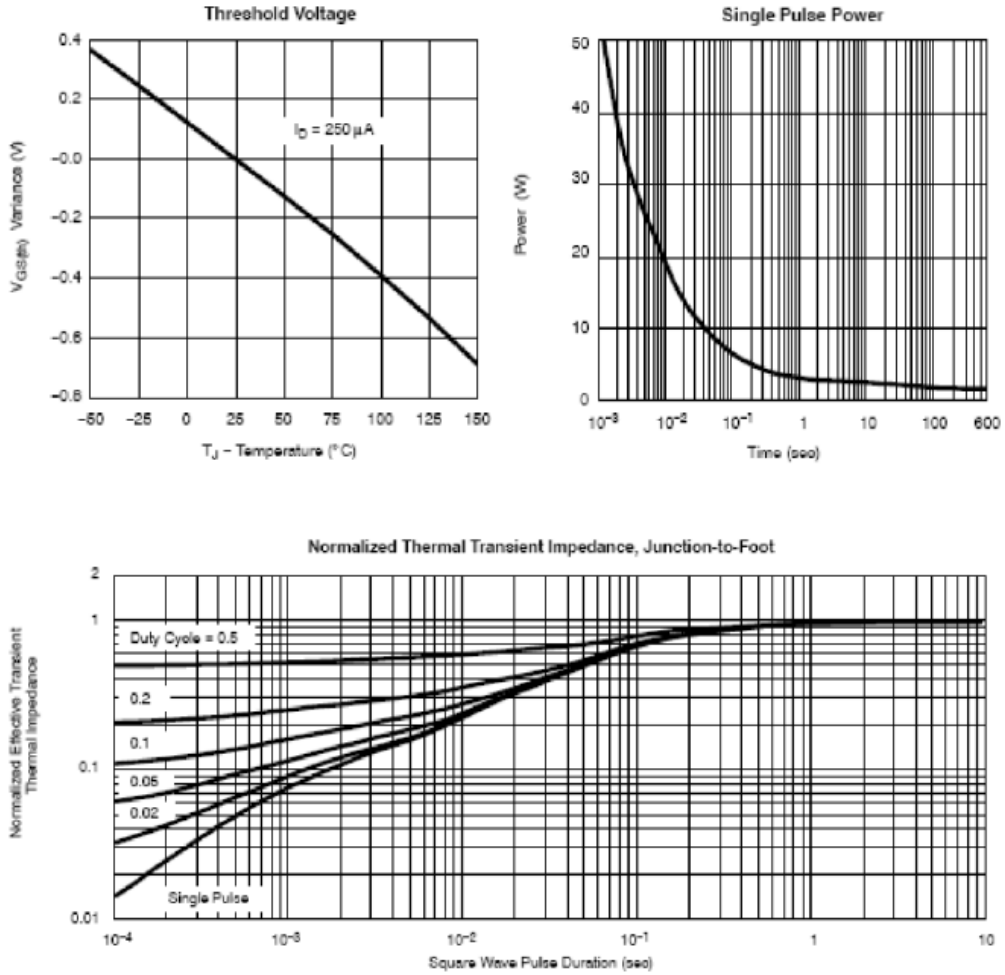 Threshold Voltage
0.4
0.2
–0.0
–0.2
–0.4
–0.6
–0.8
VGS(th) Variance (V)
ID = 250 µA
–50 –25 0 25 50 75 100 125 150
TJ – Temperature (°C)
Single Pulse Power
50
40
30
20
10
0
Power (W)
10–3 10–2 10–1 1 10 100 600
Time (sec)
Normalized Thermal Transient Impedance, Junction-to-Foot
2
1
0.1
0.01
Normalized Effective Transient
Thermal Impedance
Duty Cycle = 0.5
0.2
0.1
0.05
0.02
Single Pulse
10–4 10–3 10–2 10–1 1 10
Square Wave Pulse Duration (sec)